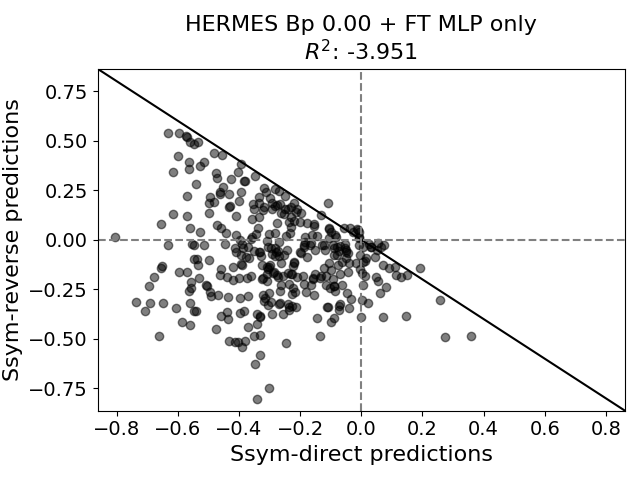 HERMES Bp 0.00 + FT MLP only
R²: -3.951
Ssym-reverse predictions
0.75
0.50
0.25
0.00
−0.25
−0.50
−0.75
−0.8 −0.6 −0.4 −0.2 0.0 0.2 0.4 0.6 0.8
Ssym-direct predictions